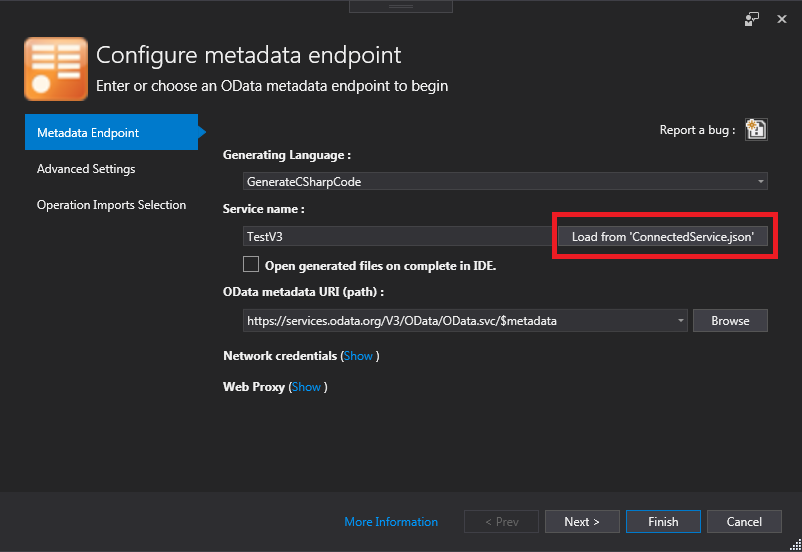 Configure metadata endpoint
Enter or choose an OData metadata endpoint to begin
Metadata Endpoint
Advanced Settings
Operation Imports Selection
Report a bug :
Generating Language :
GenerateCSharpCode
Service name :
TestV3
Load from 'ConnectedService.json'
Open generated files on complete in IDE.
OData metadata URI (path) :
https://services.odata.org/V3/OData/OData.svc/$metadata
Browse
Network credentials (Show )
Web Proxy (Show )
More Information
< Prev
Next >
Finish
Cancel